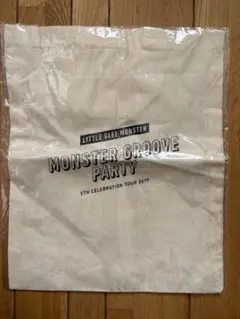 LITTLE GLEE MONSTER
MONSTER GROOVE
PARTY
5TH CELEBRATION TOUR 2019